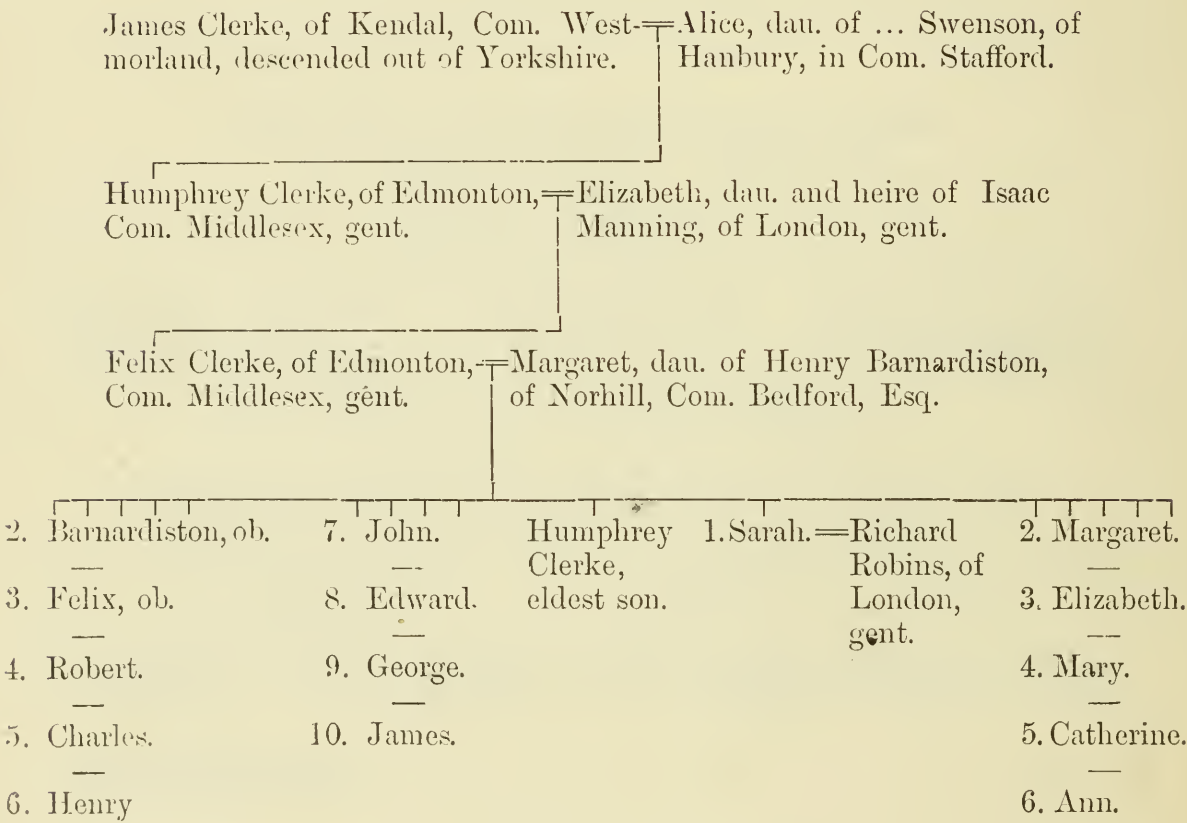 James Clerke, of Kendal, Com. West-
morland, descended out of Yorkshire.
Alice, dau. of ... Swenson, of
Hanbury, in Com. Stafford.
Humphrey Clerke, of Edmonton,
Com. Middlesex, gent.
Elizabeth, dau. and heire of Isaac
Manning, of London, gent.
Felix Clerke, of Edmonton,
Com. Middlesex, gent.
Margaret, dau. of Henry Barnardiston,
of Norhill, Com. Bedford, Esq.
2. Barnardiston, ob.
3. Felix, ob.
4. Robert.
5. Charles.
6. Henry
7. John.
8. Edward.
9. George.
10. James.
Humphrey
Clerke,
eldest son.
1. Sarah.
Richard
Robins, of
London,
gent.
2. Margaret.
3. Elizabeth.
4. Mary.
5. Catherine.
6. Ann.